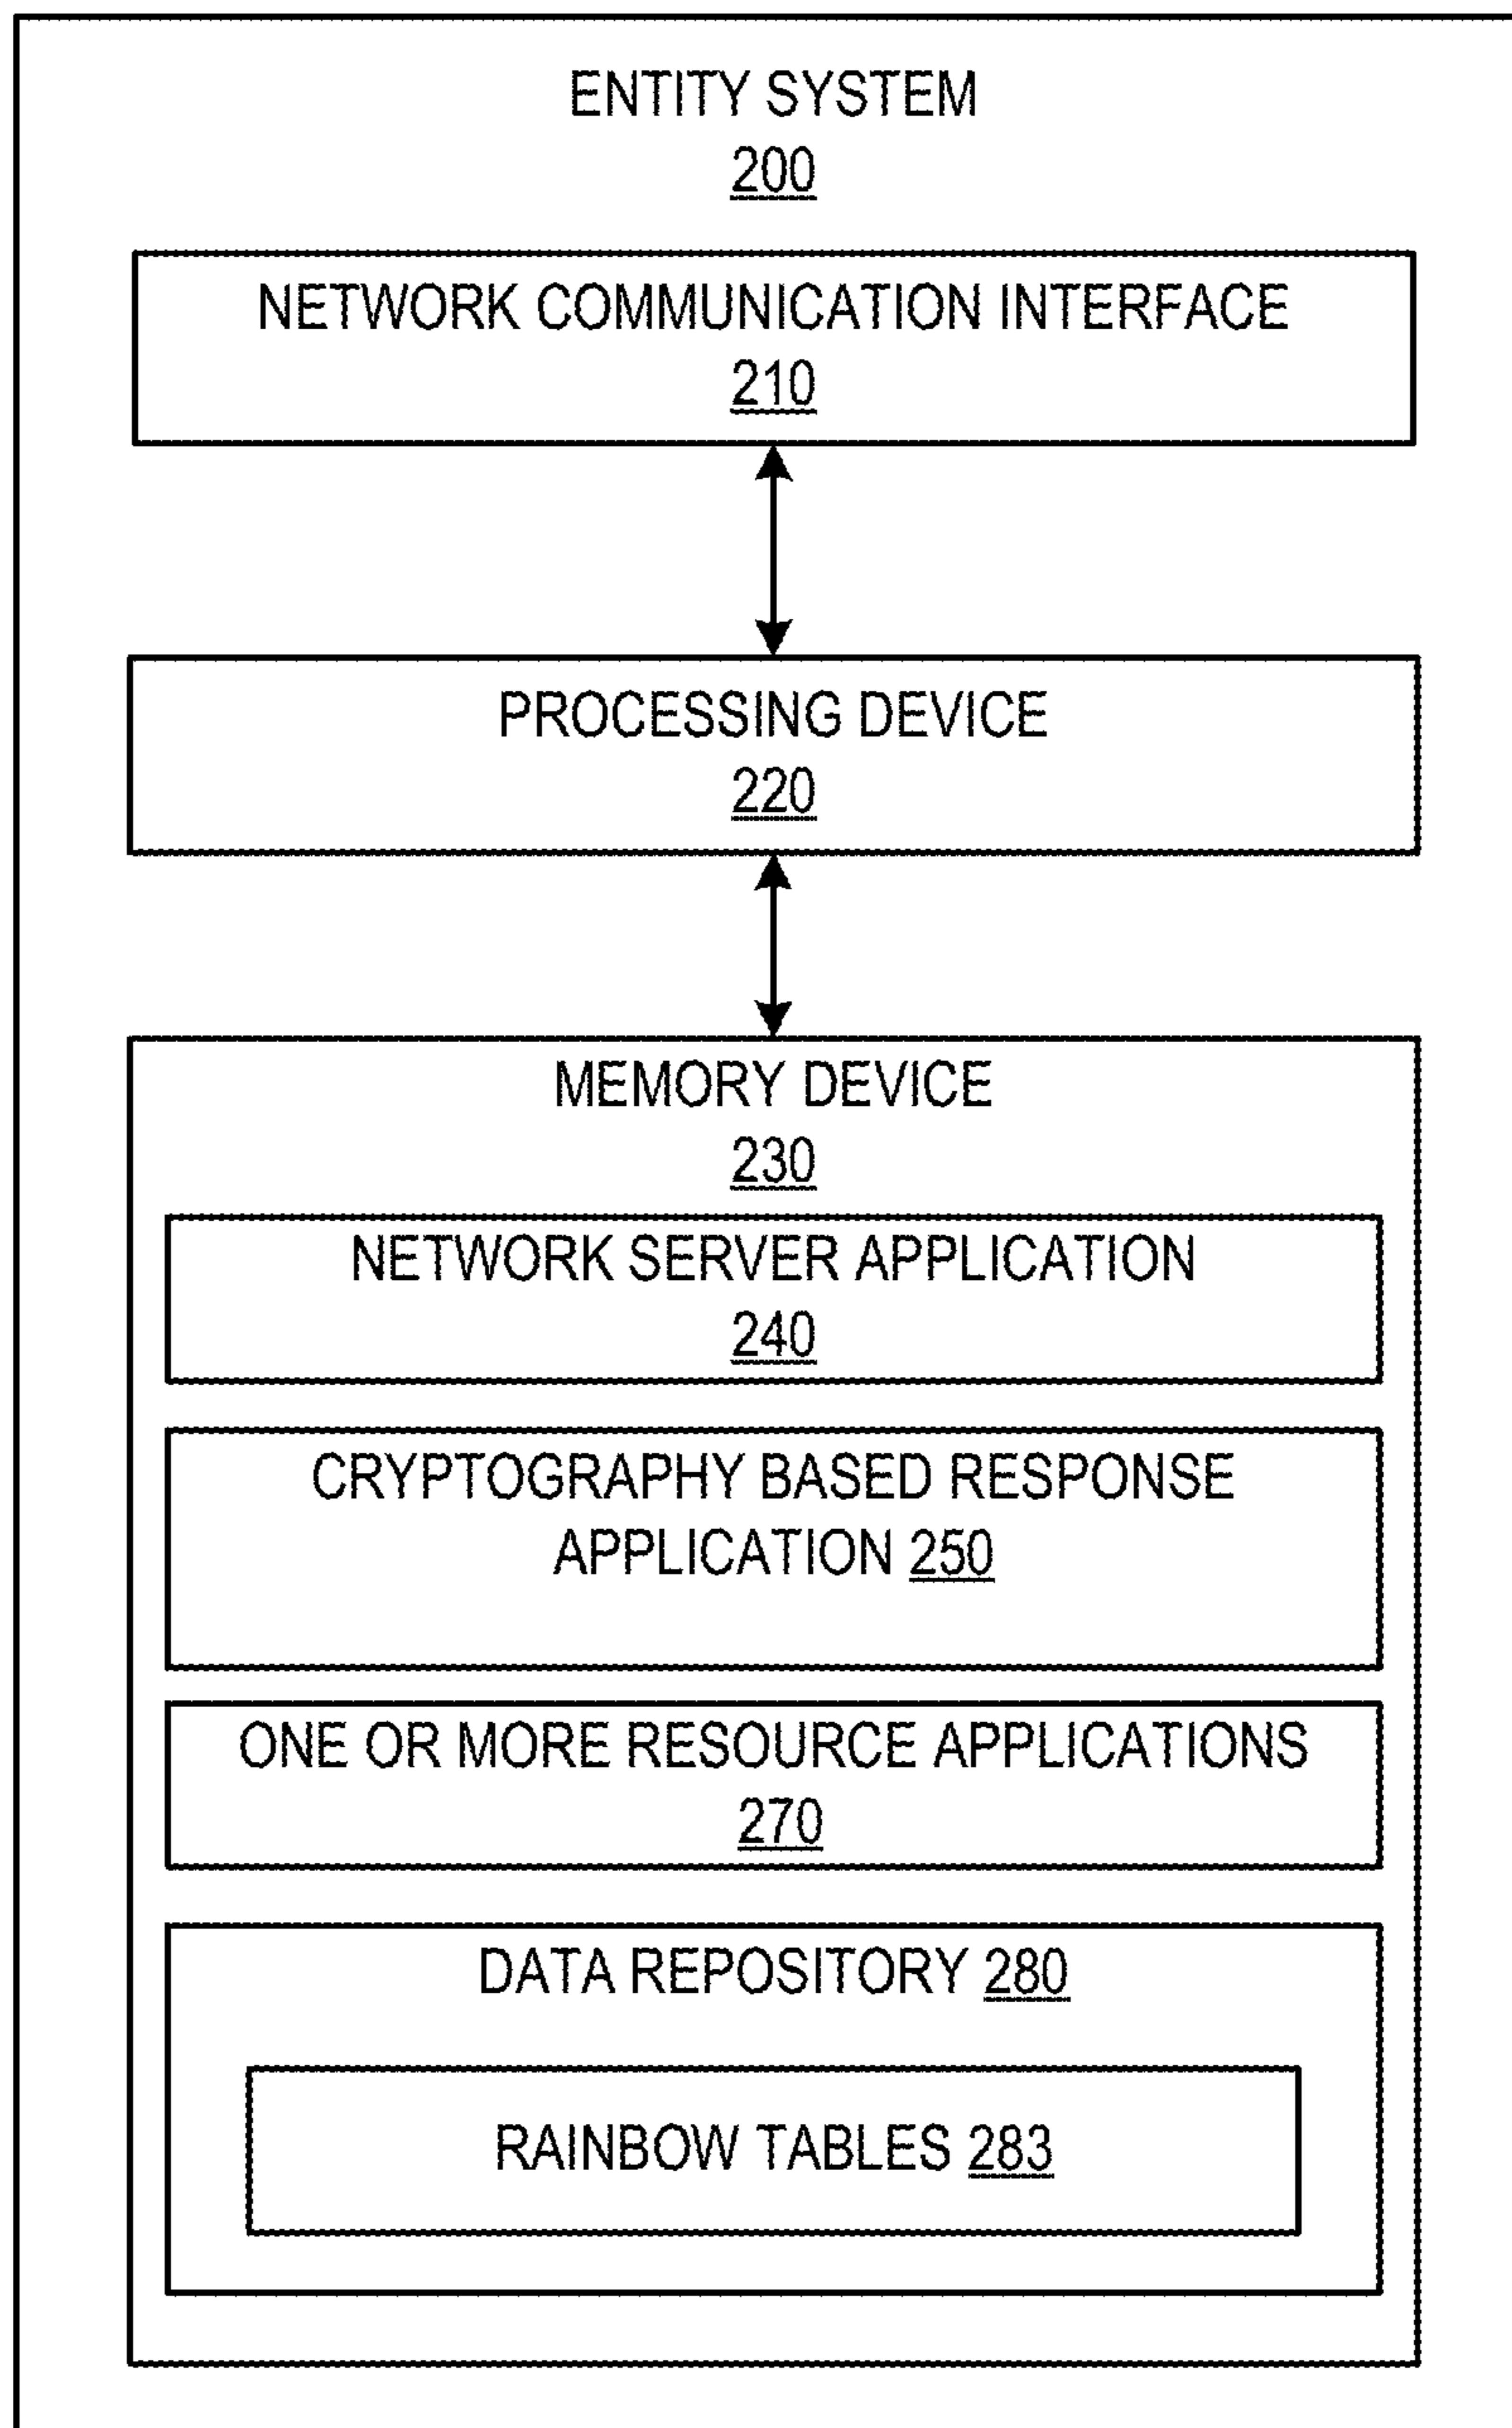 ENTITY SYSTEM
200
NETWORK COMMUNICATION INTERFACE
210
PROCESSING DEVICE
220
MEMORY DEVICE
230
NETWORK SERVER APPLICATION
240
CRYPTOGRAPHY BASED RESPONSE
APPLICATION 250
ONE OR MORE RESOURCE APPLICATIONS
270
DATA REPOSITORY 280
RAINBOW TABLES 283